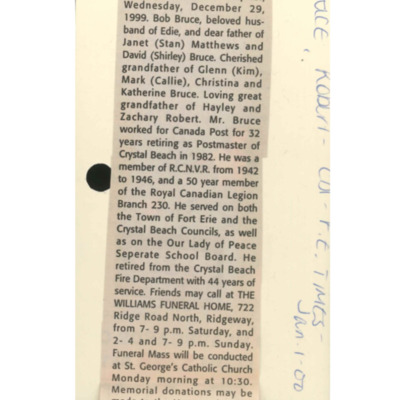 Wednesday, December 29,
1999. Bob Bruce, beloved hus-
band of Edie, and dear father of
Janet (Stan) Matthews and
David (Shirley) Bruce. Cherished
grandfather of Glenn (Kim),
Mark (Callie), Christina and
Katherine Bruce. Loving great
grandfather of Hayley and
Zachary Robert. Mr. Bruce
worked for Canada Post for 32
years retiring as Postmaster of
Crystal Beach in 1982. He was a
member of R.C.N.V.R. from 1942
to 1946, and a 50 year member
of the Royal Canadian Legion
Branch 230. He served on both
the Town of Fort Erie and the
Crystal Beach Councils, as well
as on the Our Lady of Peace
Seperate School Board. He
retired from the Crystal Beach
Fire Department with 44 years of
service. Friends may call at THE
WILLIAMS FUNERAL HOME, 722
Ridge Road North, Ridgeway,
from 7- 9 p.m. Saturday, and
2- 4 and 7- 9 p.m. Sunday.
Funeral Mass will be conducted
at St. George's Catholic Church
Monday morning at 10:30.
Memorial donations may be
UCE, ROBERT- F.E. TIMES-
Jan.1-00